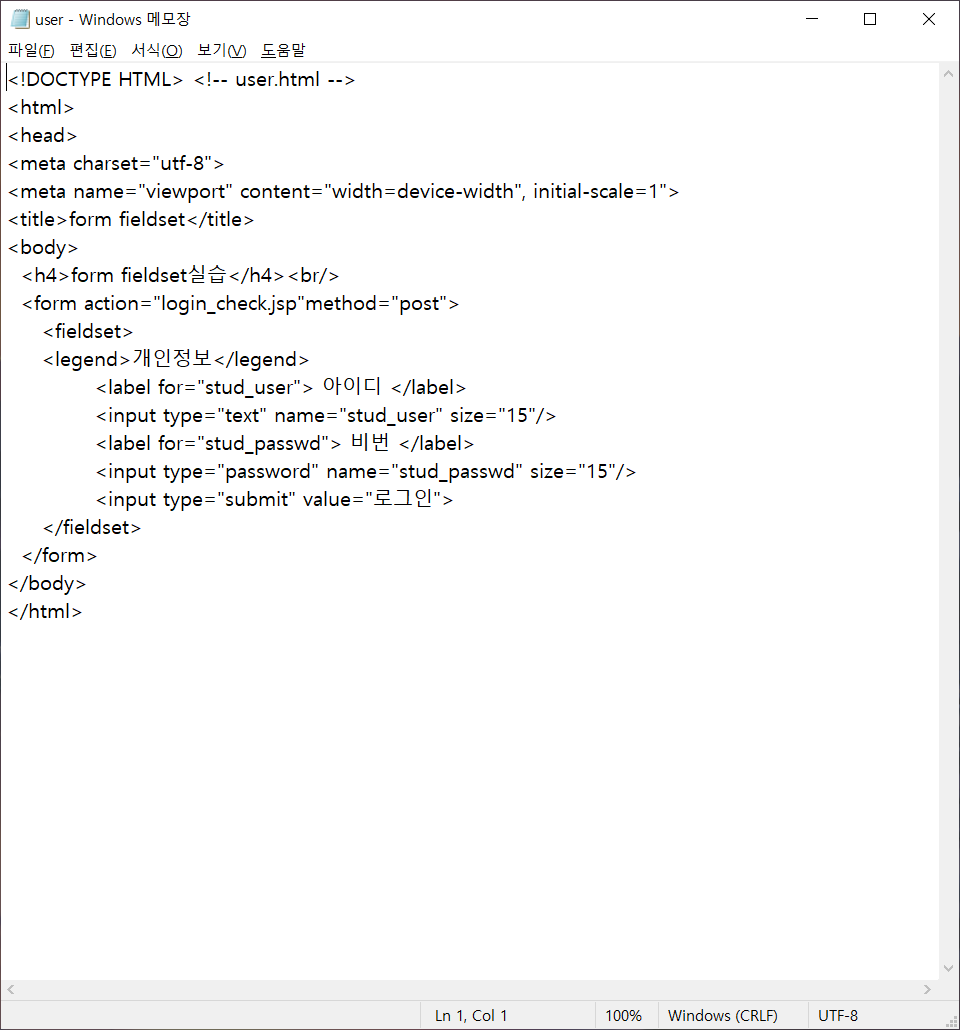 user - Windows 메모장
파일(F) 편집(E) 서식(O) 보기(V) 도움말
<!DOCTYPE HTML> <!-- user.html -->
<html>
<head>
<meta charset="utf-8">
<meta name="viewport" content="width=device-width", initial-scale=1">
<title>form fieldset</title>
<body>
<h4>form fieldset실습</h4><br/>
<form action="login_check.jsp"method="post">
<fieldset>
<legend>개인정보</legend>
<label for="stud_user"> 아이디 </label>
<input type="text" name="stud_user" size="15"/>
<label for="stud_passwd"> 비번 </label>
<input type="password" name="stud_passwd" size="15"/>
<input type="submit" value="로그인">
</fieldset>
</form>
</body>
</html>
Ln 1, Col 1 100% Windows (CRLF) UTF-8